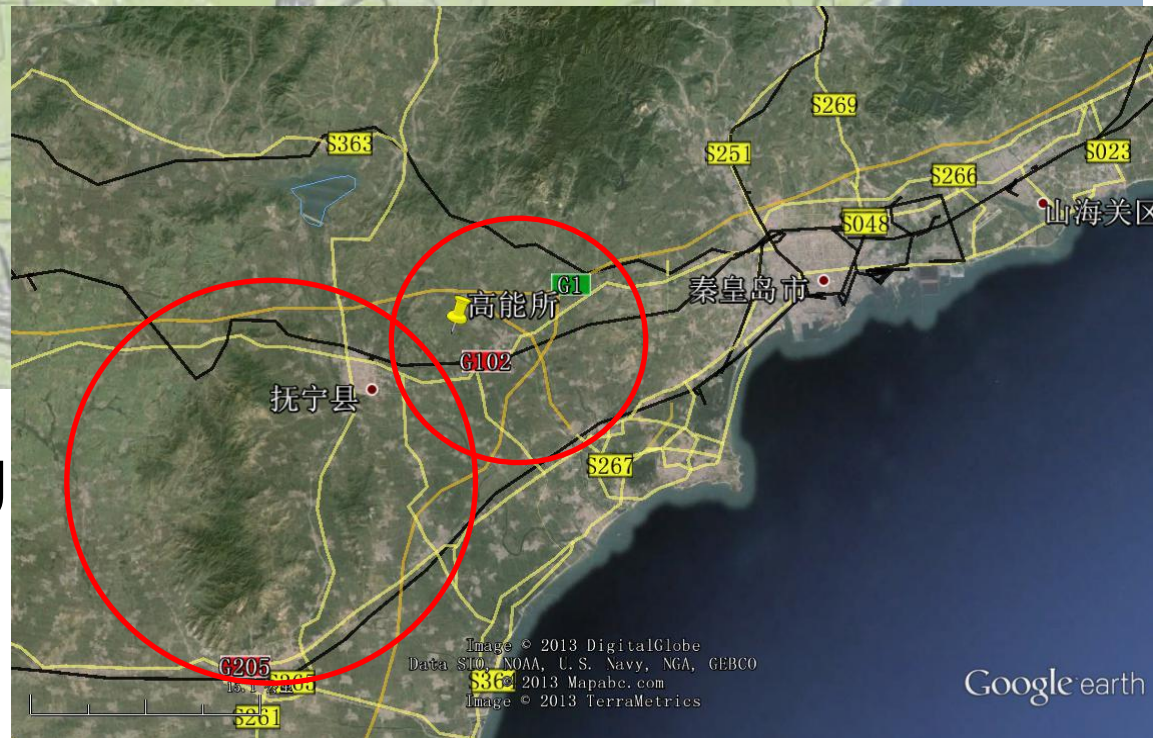 S269
S363
S251
S023
S266
山海关区
S048
G1
秦皇岛市
高能所
G102
抚宁县
S267
Image © 2013 DigitalGlobe
Data SIO, NOAA, U.S. Navy, NGA, GEBCO
© 2013 Mapabc.com
Image © 2013 TerraMetrics
G205
S261
Google earth